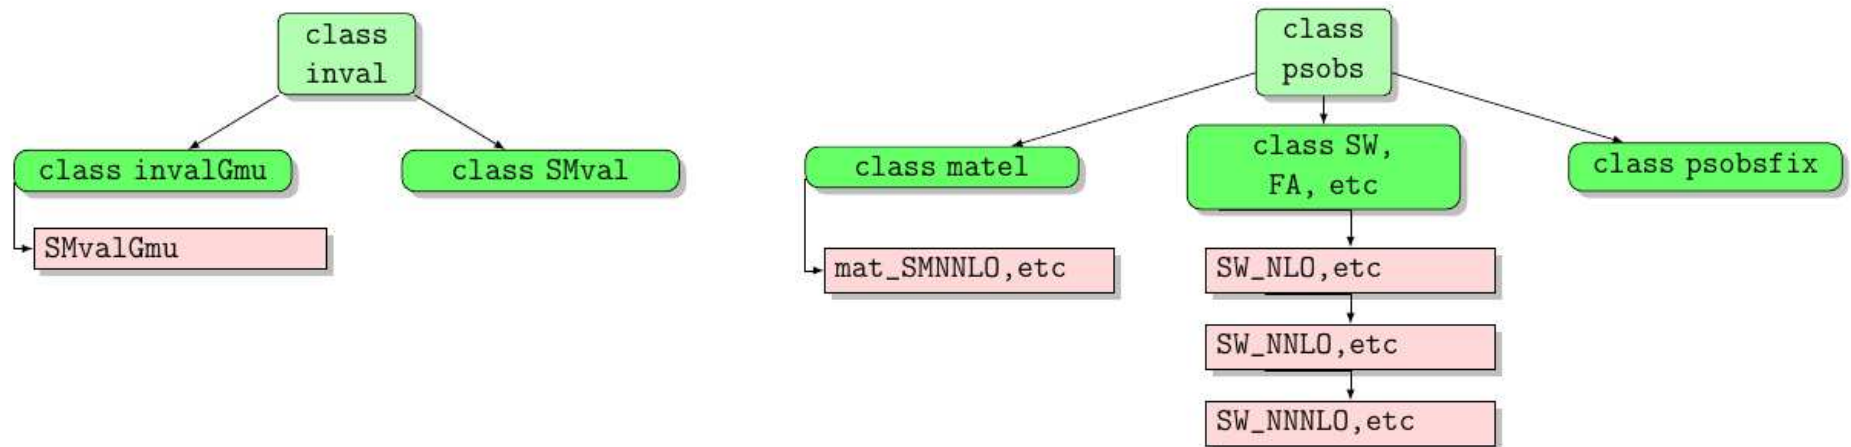 class
inval
class invalGmu
class SMval
SMvalGmu
class
psobs
class matel
class SW,
FA, etc
class psobsfix
mat_SMNNLO,etc
SW_NLO,etc
SW_NNLO,etc
SW_NNNLO,etc